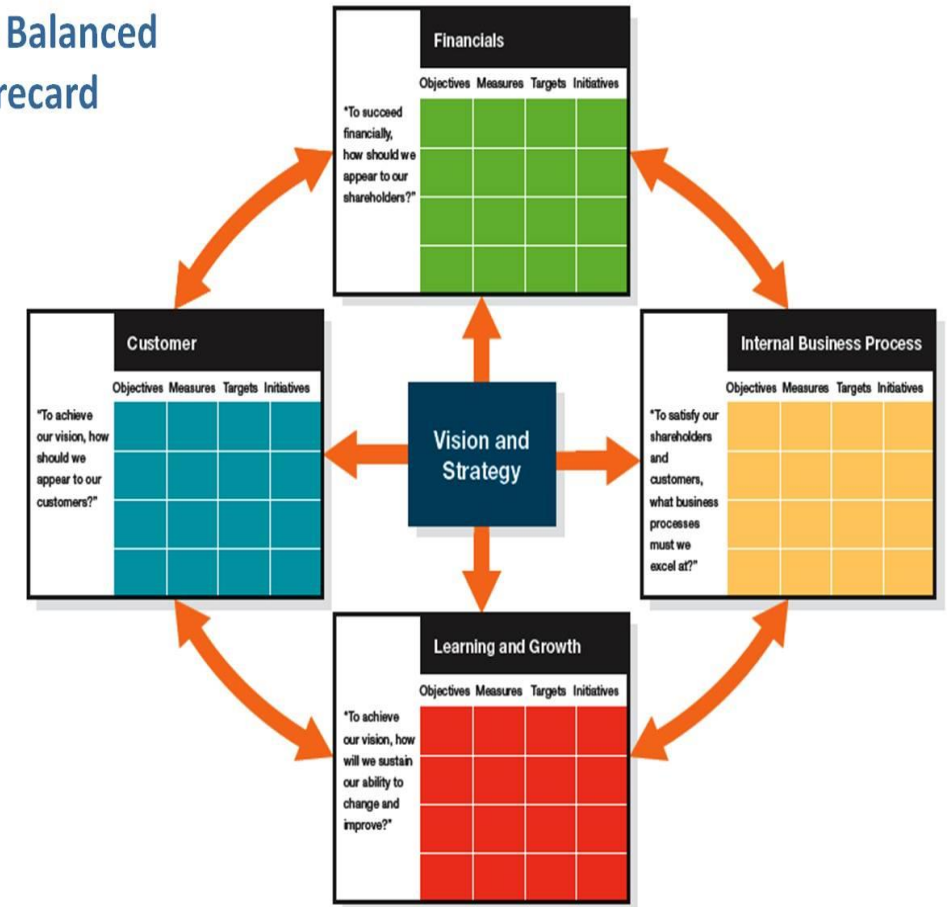 Balanced
recard
Financials
Objectives Measures Targets Initiatives
"To succeed
financially,
how should we
appear to our
shareholders?"
Customer
Objectives Measures Targets Initiatives
"To achieve
our vision, how
should we
appear to our
customers?"
Vision and
Strategy
Internal Business Process
Objectives Measures Targets Initiatives
"To satisfy our
shareholders
and
customers,
what business
processes
must we
excel at?"
Learning and Growth
Objectives Measures Targets Initiatives
"To achieve
our vision, how
will we sustain
our ability to
change and
improve?"